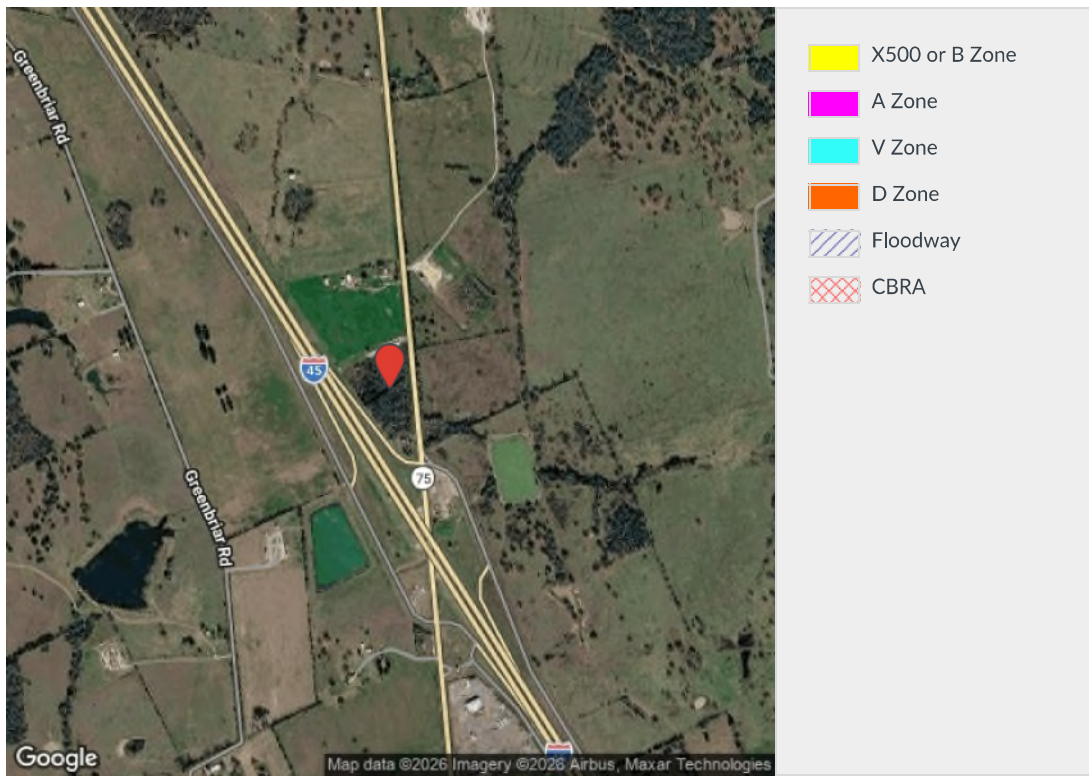 Greenbriar Rd
45
75
Greenbriar Rd
Google
Map data ©2026 Imagery ©2026 Airbus, Maxar Technologies
X500 or B Zone
A Zone
V Zone
D Zone
Floodway
CBRA